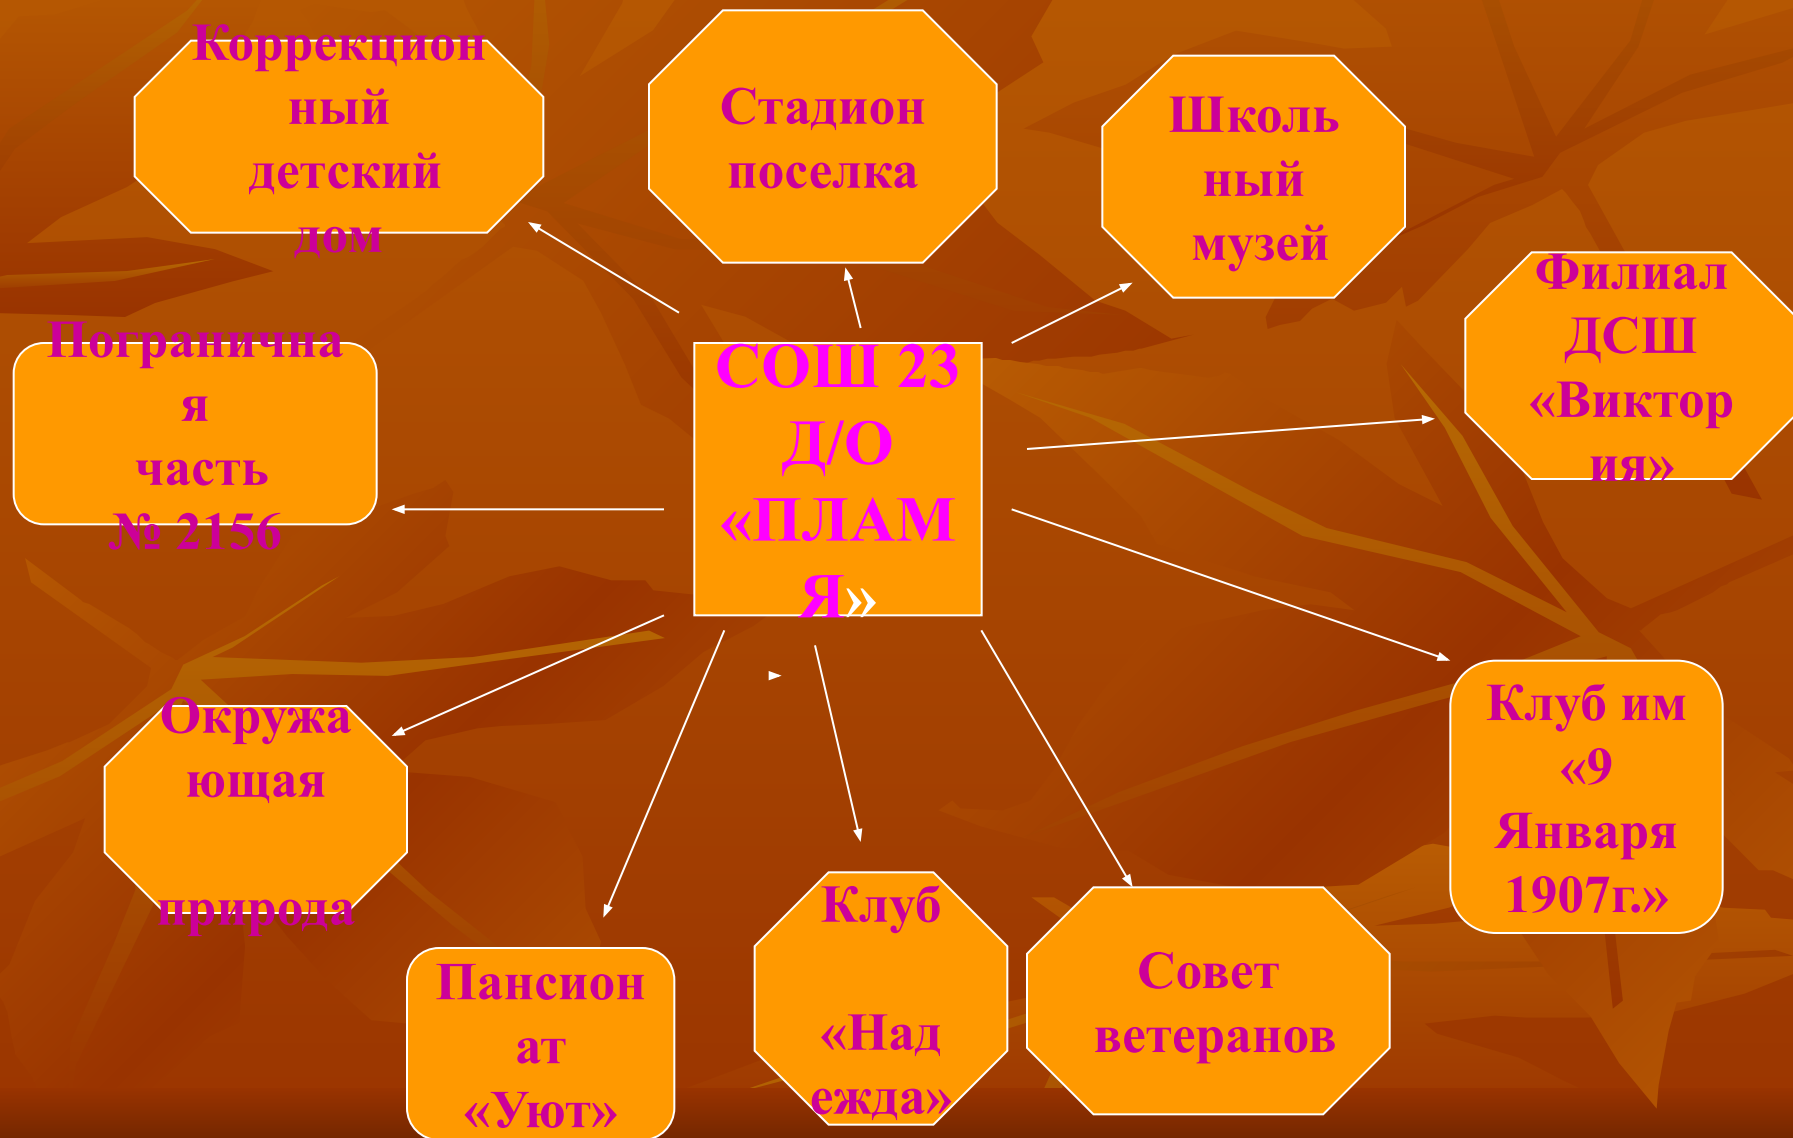 Коррекцион
ный
детский
дом
Стадион
поселка
Школь
ный
музей
Филиал
ДСШ
«Виктор
ия»
Погранична
я
часть
№ 2156
СОШ 23
Д/О
«ПЛАМ
Я»
Окружа
ющая
природа
Пансион
ат
«Уют»
Клуб
«Над
ежда»
Совет
ветеранов
Клуб им
«9
Января
1907г.»